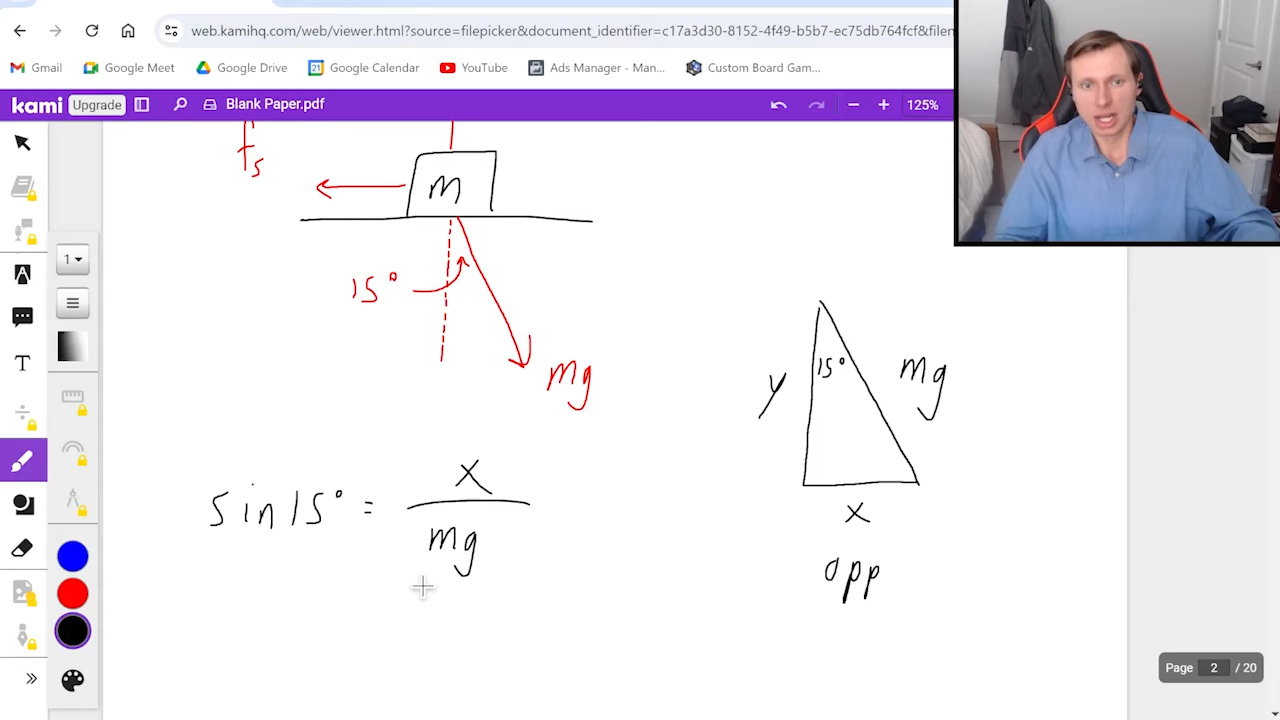 web.kamihq.com/web/viewer.html?source=filepicker&document_identifier=c17a3d30-8152-4f49-b5b7-ec75db764fcf&filen
Gmail
Google Meet
Google Drive
21
Google Calendar
YouTube
Ads Manager - Man...
Custom Board Gam...
kami Upgrade
Blank Paper.pdf
125%
fs
m
1
15°
mg
15°
y
mg
A
T
x
sin 15° =
x
mg
opp
Page 2 / 20